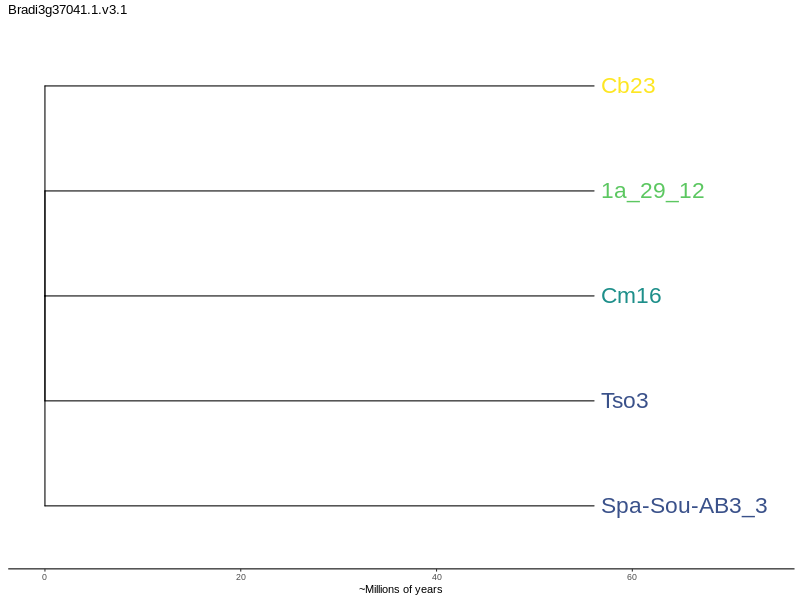 Bradi3g37041.1.v3.1
Cb23
1a_29_12
Cm16
Tso3
Spa-Sou-AB3_3
0 20 40 60
~Millions of years